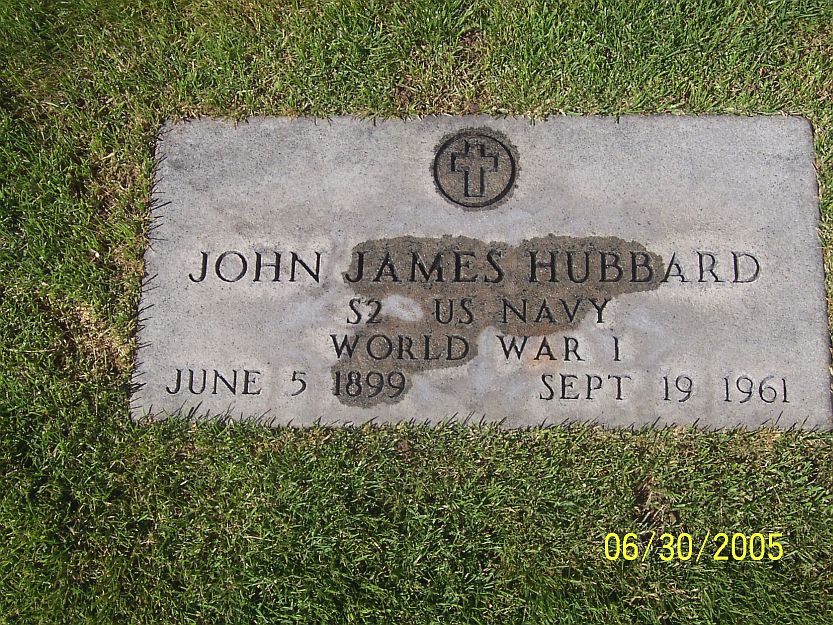 JOHN JAMES HUBBARD
S2 US NAVY
WORLD WAR I
JUNE 5 1899 SEPT 19 1961
06/30/2005